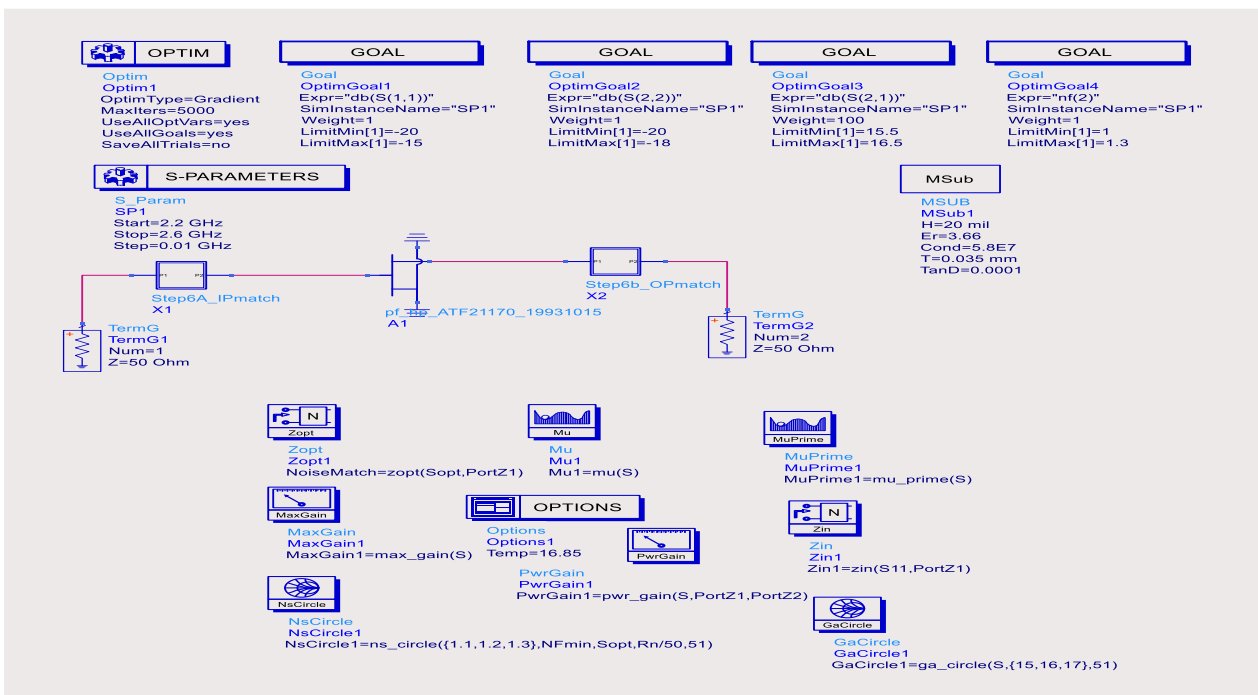 OPTIM
Optim
Optim1
OptimType=Gradient
MaxIters=5000
UseAllOptVars=yes
UseAllGoals=yes
SaveAllTrials=no
GOAL
Goal
OptimGoal1
Expr="db(S(1,1))"
SimInstanceName="SP1"
Weight=1
LimitMin[1]=-20
LimitMax[1]=-15
GOAL
Goal
OptimGoal2
Expr="db(S(2,2))"
SimInstanceName="SP1"
Weight=1
LimitMin[1]=-20
LimitMax[1]=-18
GOAL
Goal
OptimGoal3
Expr="db(S(2,1))"
SimInstanceName="SP1"
Weight=100
LimitMin[1]=15.5
LimitMax[1]=16.5
GOAL
Goal
OptimGoal4
Expr="nf(2)"
SimInstanceName="SP1"
Weight=1
LimitMin[1]=1
LimitMax[1]=1.3
S-PARAMETERS
S_Param
SP1
Start=2.2 GHz
Stop=2.6 GHz
Step=0.01 GHz
MSub
MSUB
MSub1
H=20 mil
Er=3.66
Cond=5.8E7
T=0.035 mm
TanD=0.0001
P1 P2
Step6A_IPmatch
X1
pf_hp_ATF21170_19931015
A1
P1 P2
Step6b_OPmatch
X2
+
TermG
TermG1
Num=1
Z=50 Ohm
+
TermG
TermG2
Num=2
Z=50 Ohm
N
Zopt
Zopt
Zopt1
NoiseMatch=zopt(Sopt,PortZ1)
Mu
Mu
Mu1
Mu1=mu(S)
MuPrime
MuPrime
MuPrime1
MuPrime1=mu_prime(S)
MaxGain
MaxGain
MaxGain1
MaxGain1=max_gain(S)
OPTIONS
Options
Options1
Temp=16.85
PwrGain
PwrGain
PwrGain1
PwrGain1=pwr_gain(S,PortZ1,PortZ2)
N
Zin
Zin
Zin1
Zin1=zin(S11,PortZ1)
NsCircle
NsCircle
NsCircle1
NsCircle1=ns_circle({1.1,1.2,1.3},NFmin,Sopt,Rn/50,51)
GaCircle
GaCircle
GaCircle1
GaCircle1=ga_circle(S,{15,16,17},51)